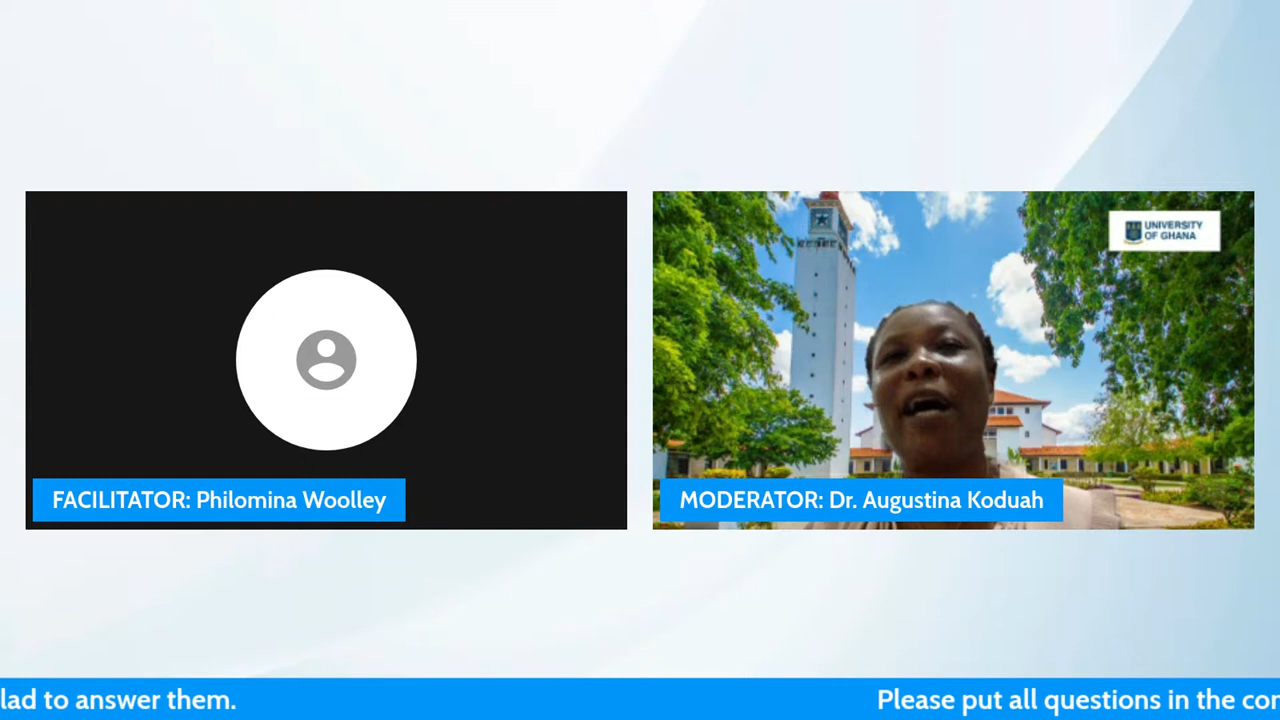 UNIVERSITY
OF GHANA
FACILITATOR: Philomina Woolley
MODERATOR: Dr. Augustina Koduah
lad to answer them.
Please put all questions in the con